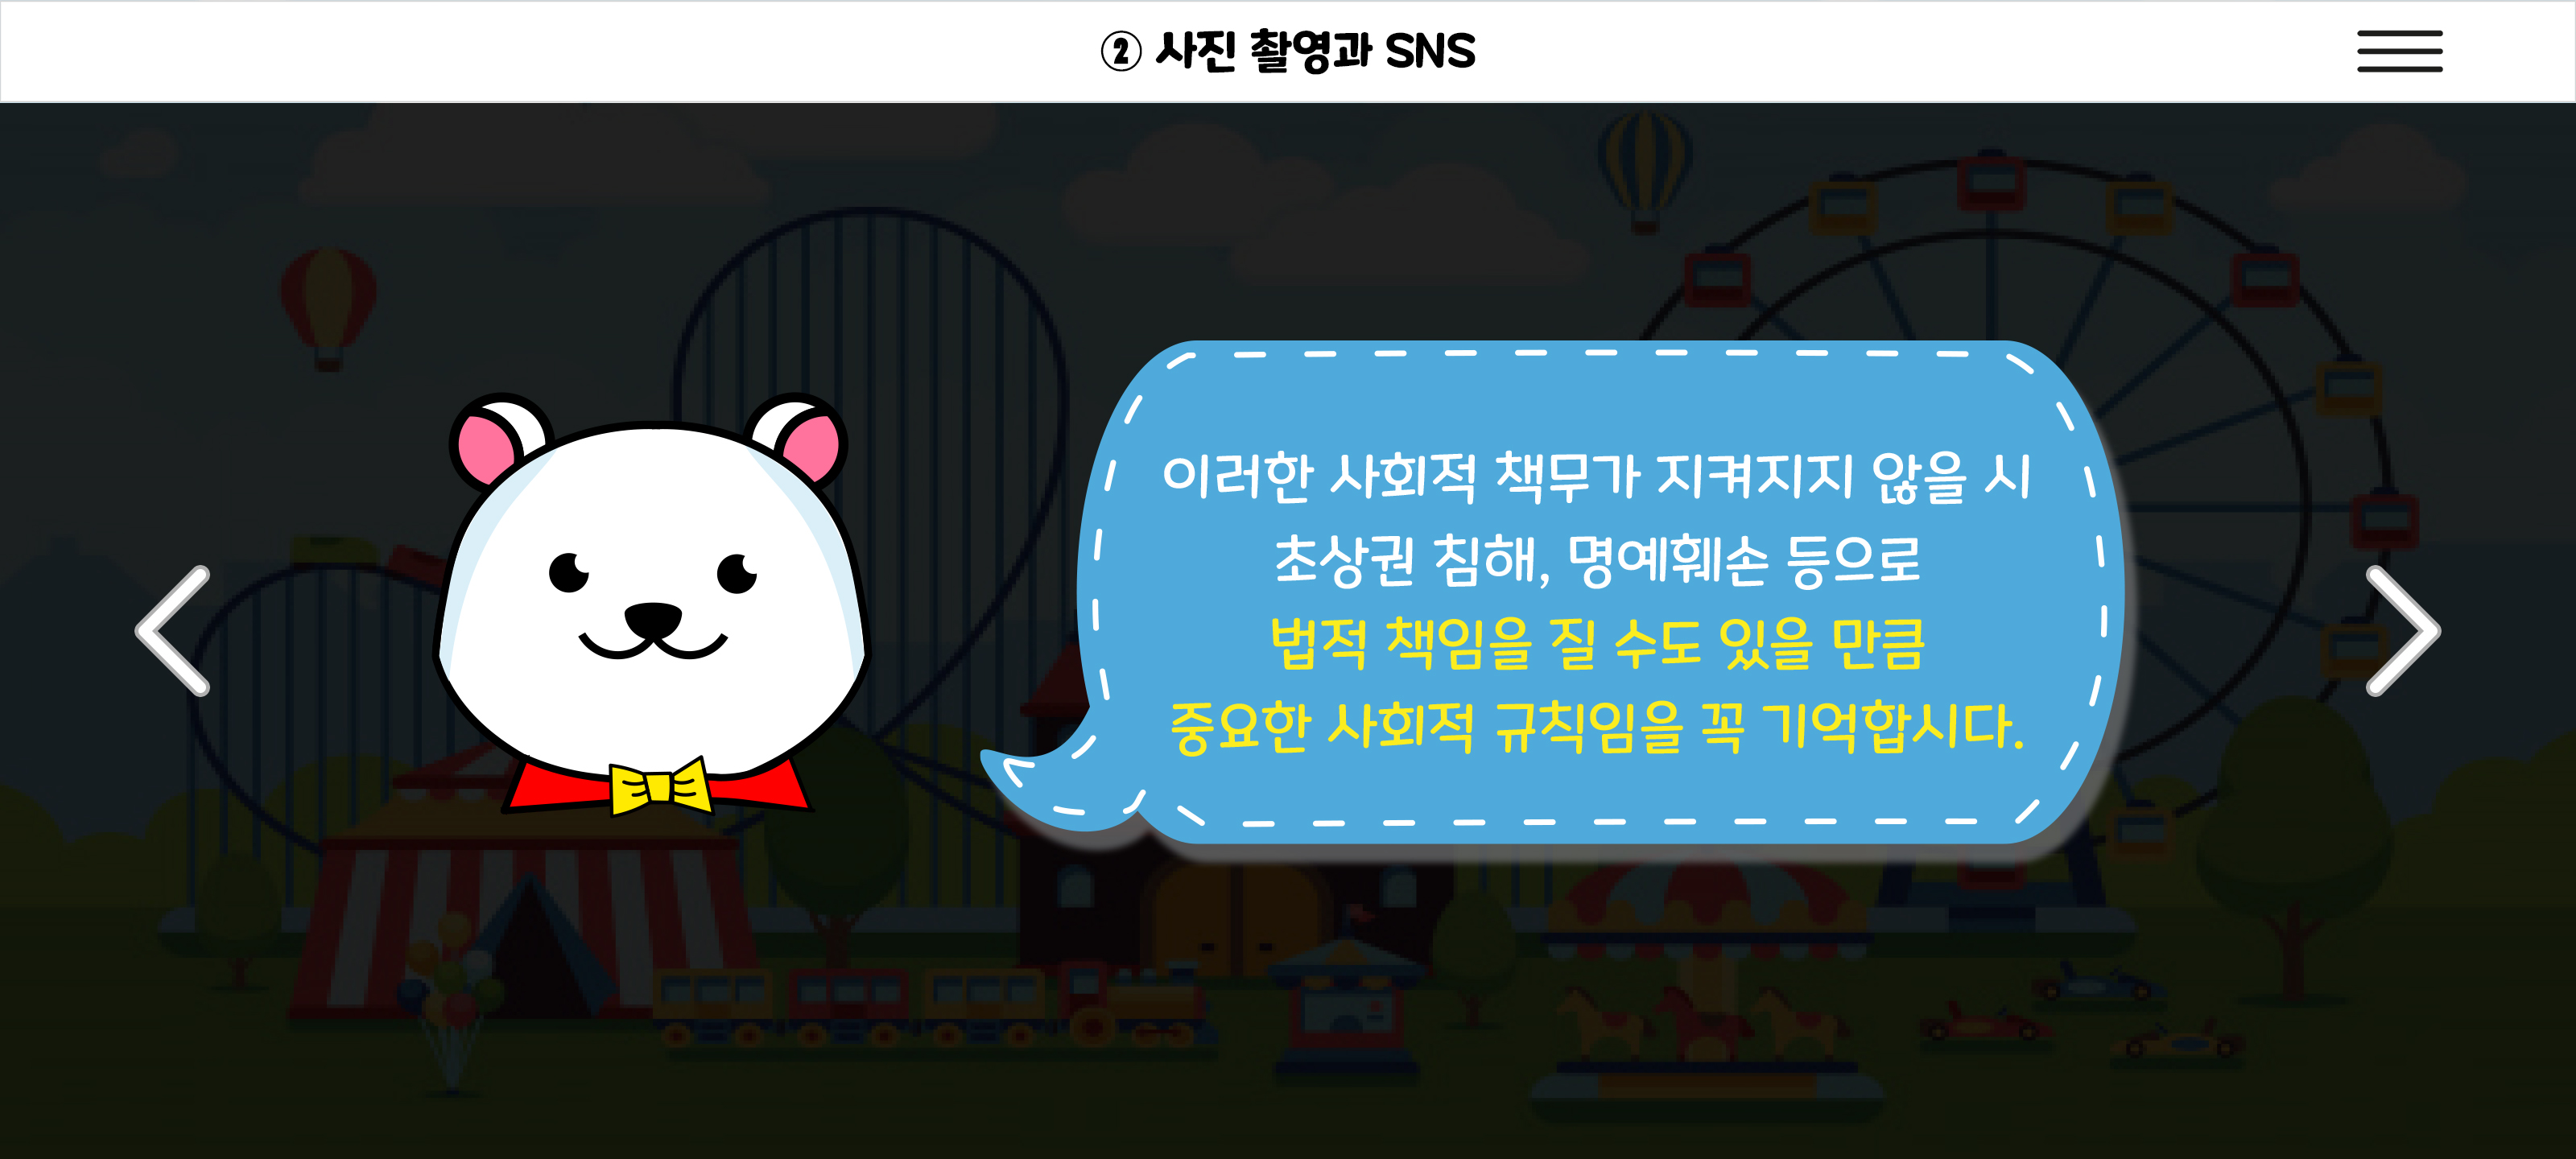 ② 사진 촬영과 SNS
이러한 사회적 책무가 지켜지지 않을 시
초상권 침해, 명예훼손 등으로
법적 책임을 질 수도 있을 만큼
중요한 사회적 규칙임을 꼭 기억합시다.